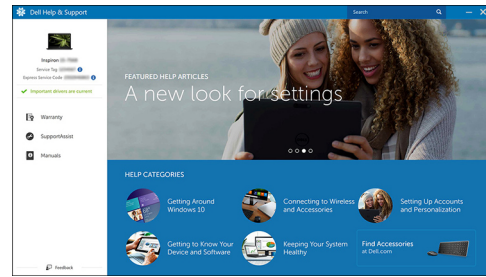 Dell Help & Support
Search
Inspiron
Service Tag
Express Service Code
Important drivers are current
Warranty
SupportAssist
Manuals
Feedback
FEATURED HELP ARTICLES
A new look for settings
HELP CATEGORIES
Getting Around
Windows 10
Connecting to Wireless
and Accessories
Setting Up Accounts
and Personalization
Getting to Know Your
Device and Software
Keeping Your System
Healthy
Find Accessories
at Dell.com